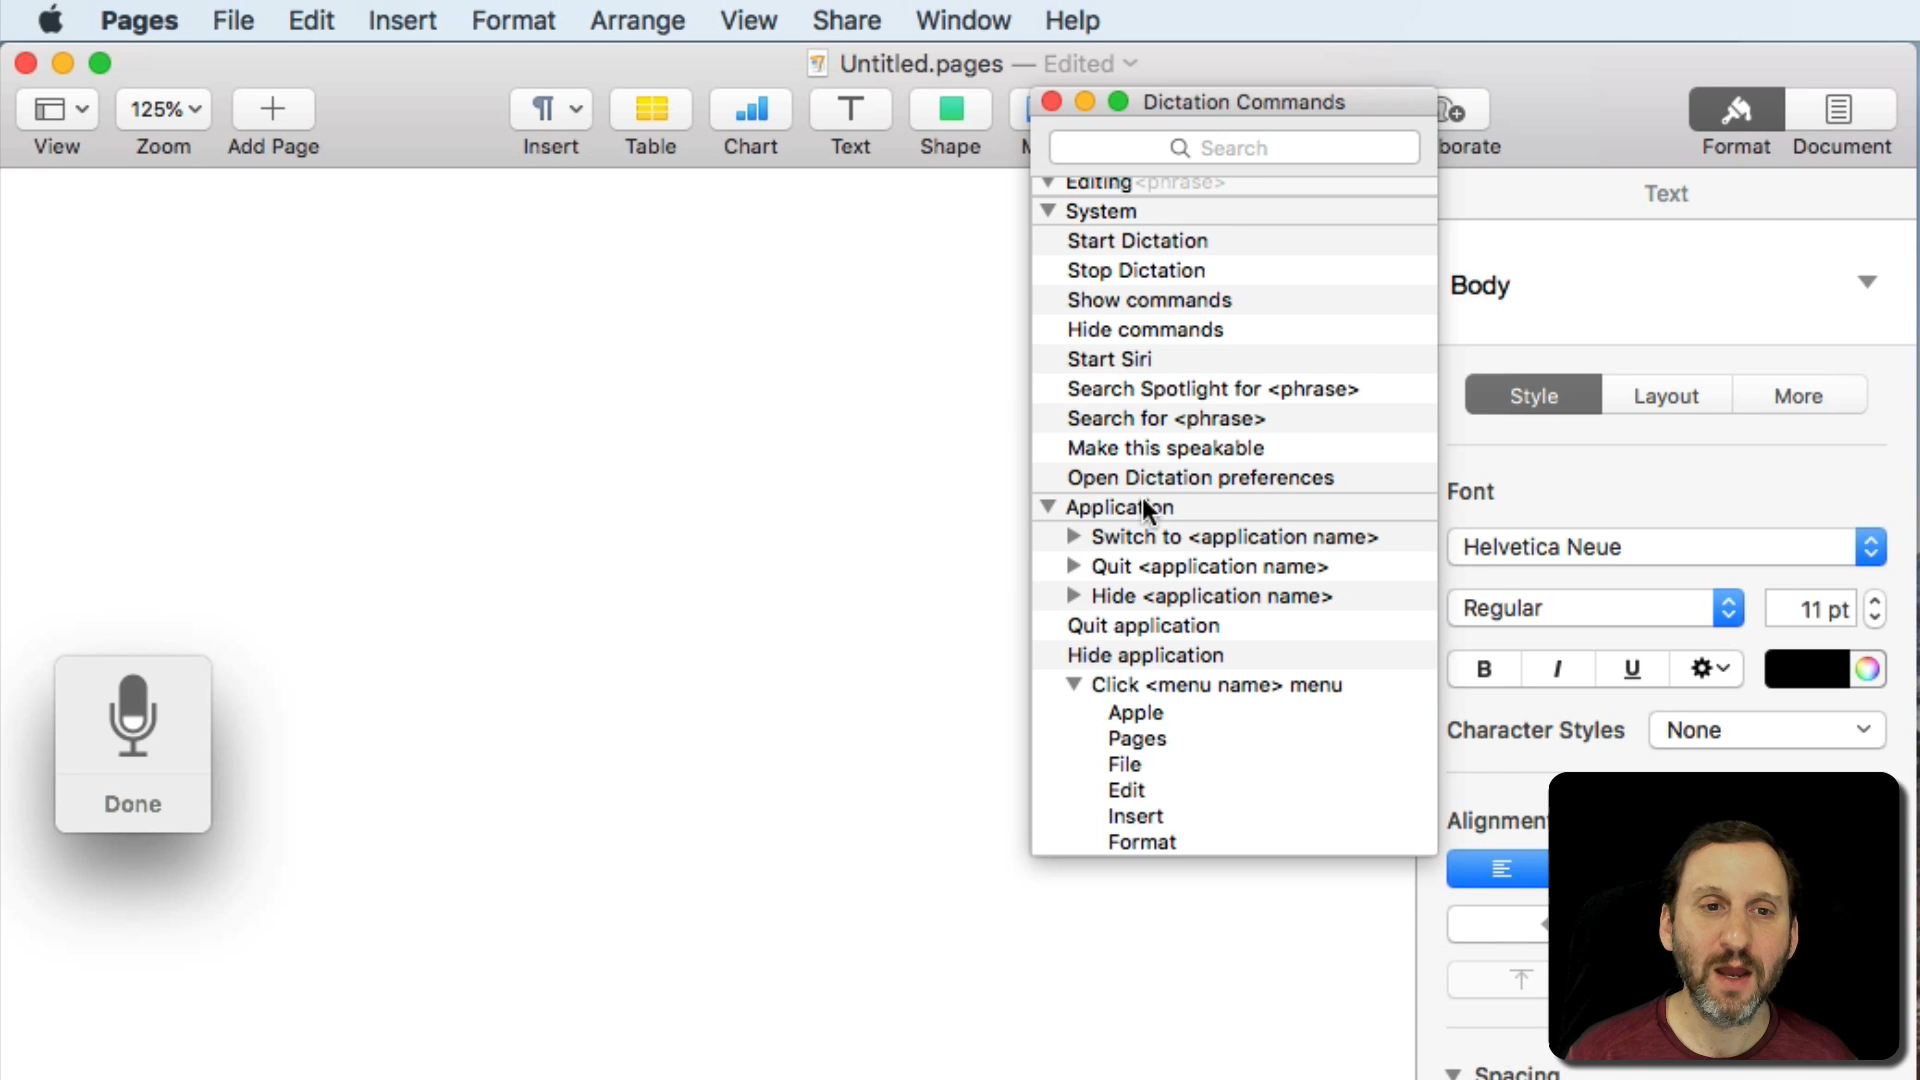 Pages File Edit Insert Format Arrange View Share Window Help
Untitled.pages — Edited
125%
View Zoom Add Page Insert Table Chart Text Shape borate Format Document
Dictation Commands
Search
Editing <phrase>
System
Start Dictation
Stop Dictation
Show commands
Hide commands
Start Siri
Search Spotlight for <phrase>
Search for <phrase>
Make this speakable
Open Dictation preferences
Application
Switch to <application name>
Quit <application name>
Hide <application name>
Quit application
Hide application
Click <menu name> menu
Apple
Pages
File
Edit
Insert
Format
Done
Text
Body
Style Layout More
Font
Helvetica Neue
Regular 11 pt
B I U
Character Styles None
Alignment
Spacing